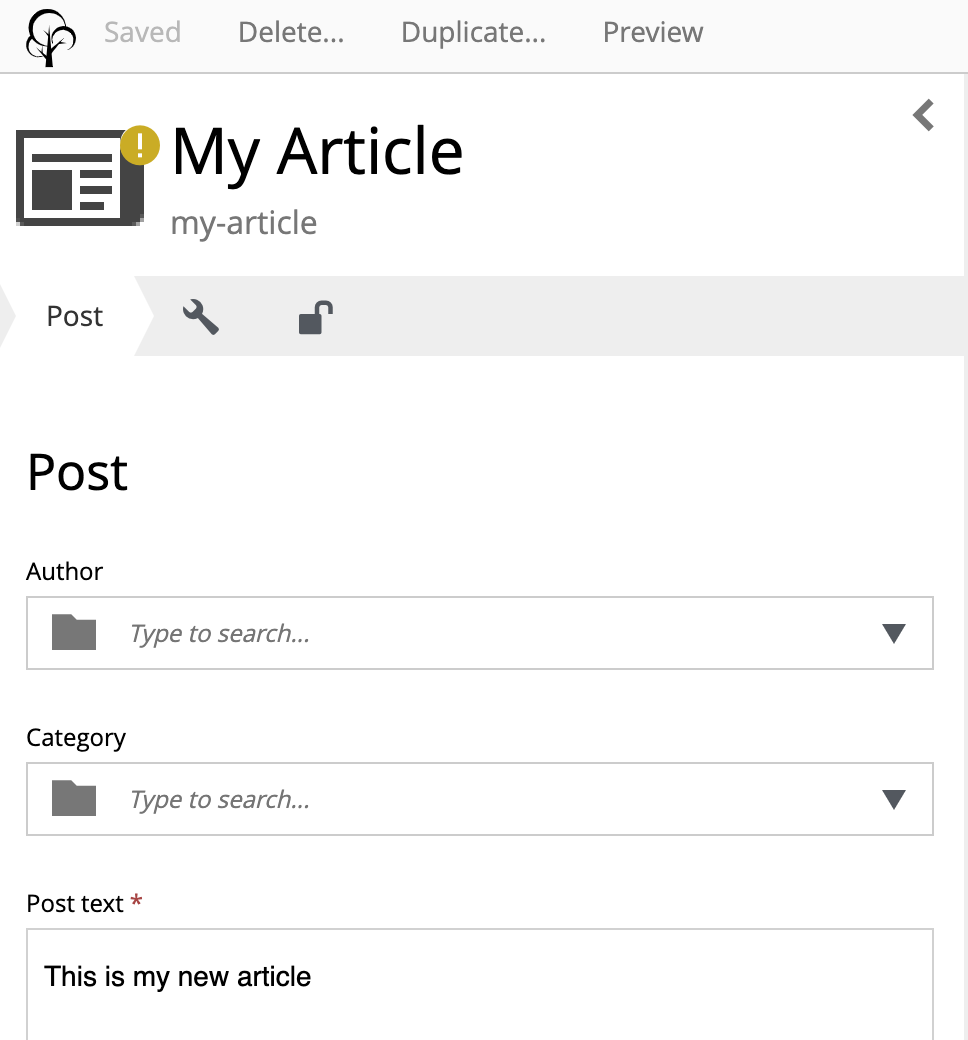 Saved Delete... Duplicate... Preview
My Article
my-article
Post
Post
Author
Type to search...
Category
Type to search...
Post text *
This is my new article